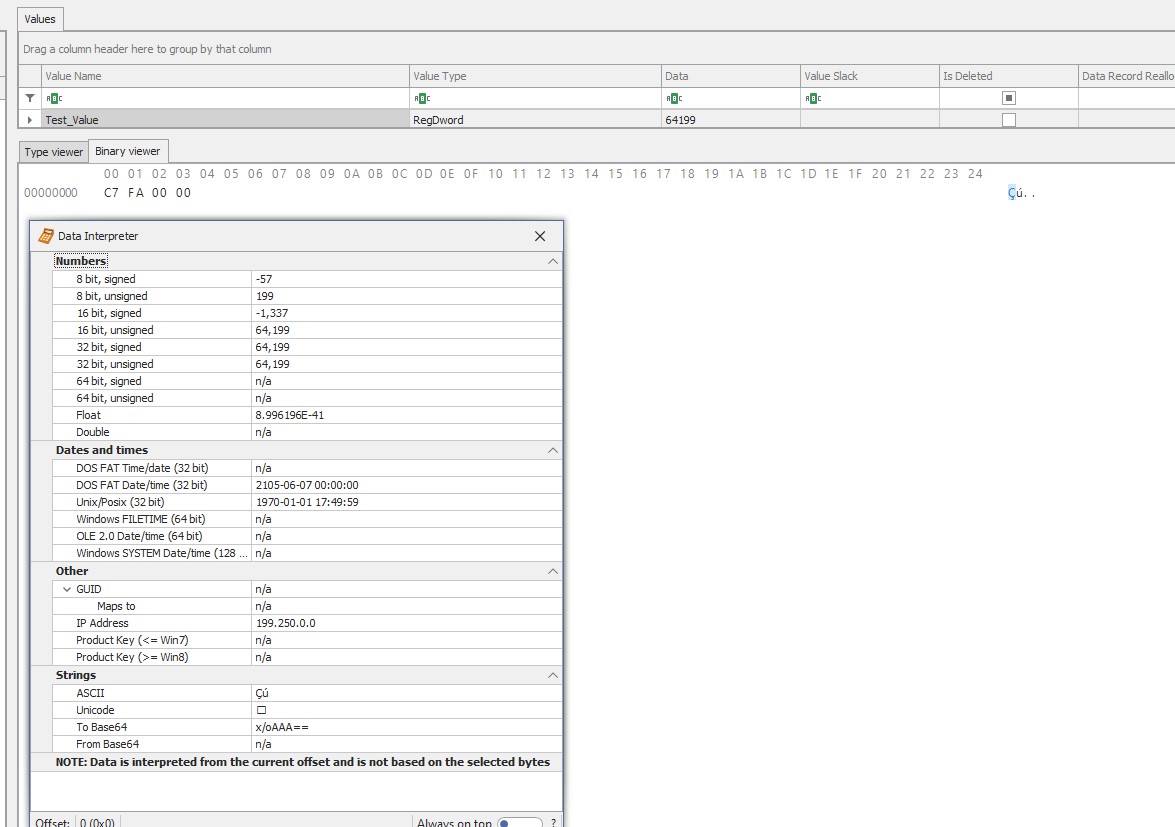 Values
Drag a column header here to group by that column
Value Name Value Type Data Value Slack Is Deleted Data Record Reallo
ABC ABC ABC ABC
Test_Value RegDword 64199
Type viewer Binary viewer
00 01 02 03 04 05 06 07 08 09 0A 0B 0C 0D 0E 0F 10 11 12 13 14 15 16 17 18 19 1A 1B 1C 1D 1E 1F 20 21 22 23 24
00000000 C7 FA 00 00 Çú..
Data Interpreter
Numbers
8 bit, signed -57
8 bit, unsigned 199
16 bit, signed -1,337
16 bit, unsigned 64,199
32 bit, signed 64,199
32 bit, unsigned 64,199
64 bit, signed n/a
64 bit, unsigned n/a
Float 8.996196E-41
Double n/a
Dates and times
DOS FAT Time/date (32 bit) n/a
DOS FAT Date/time (32 bit) 2105-06-07 00:00:00
Unix/Posix (32 bit) 1970-01-01 17:49:59
Windows FILETIME (64 bit) n/a
OLE 2.0 Date/time (64 bit) n/a
Windows SYSTEM Date/time (128 ... n/a
Other
GUID n/a
Maps to n/a
IP Address 199.250.0.0
Product Key (<= Win7) n/a
Product Key (>= Win8) n/a
Strings
ASCII Çú
Unicode □
To Base64 x/oAAA==
From Base64 n/a
NOTE: Data is interpreted from the current offset and is not based on the selected bytes
Offset: 0 (0x0) Always on top ?